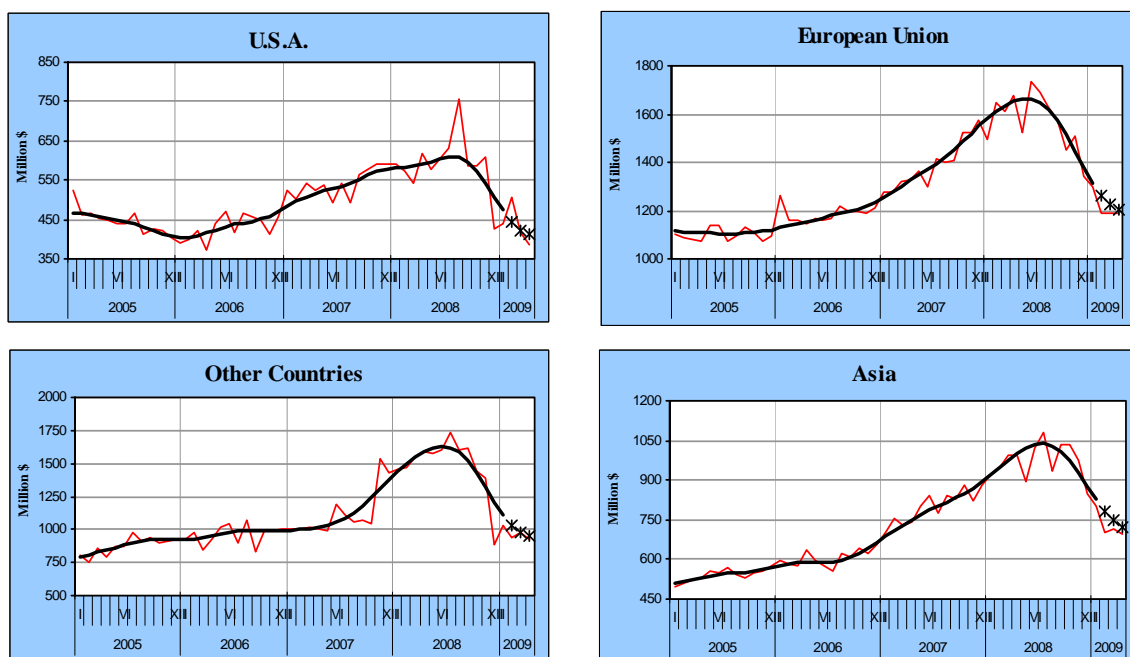 U.S.A.
Million $
850
750
650
550
450
350
I VI XII VI XII VI XII VI XII
2005 2006 2007 2008 2009
European Union
Million $
1800
1600
1400
1200
1000
I VI XII VI XII VI XII VI XII
2005 2006 2007 2008 2009
Other Countries
Million $
2000
1750
1500
1250
1000
750
500
I VI XII VI XII VI XII VI XII
2005 2006 2007 2008 2009
Asia
Million $
1200
1050
900
750
600
450
I VI XII VI XII VI XII VI XII
2005 2006 2007 2008 2009